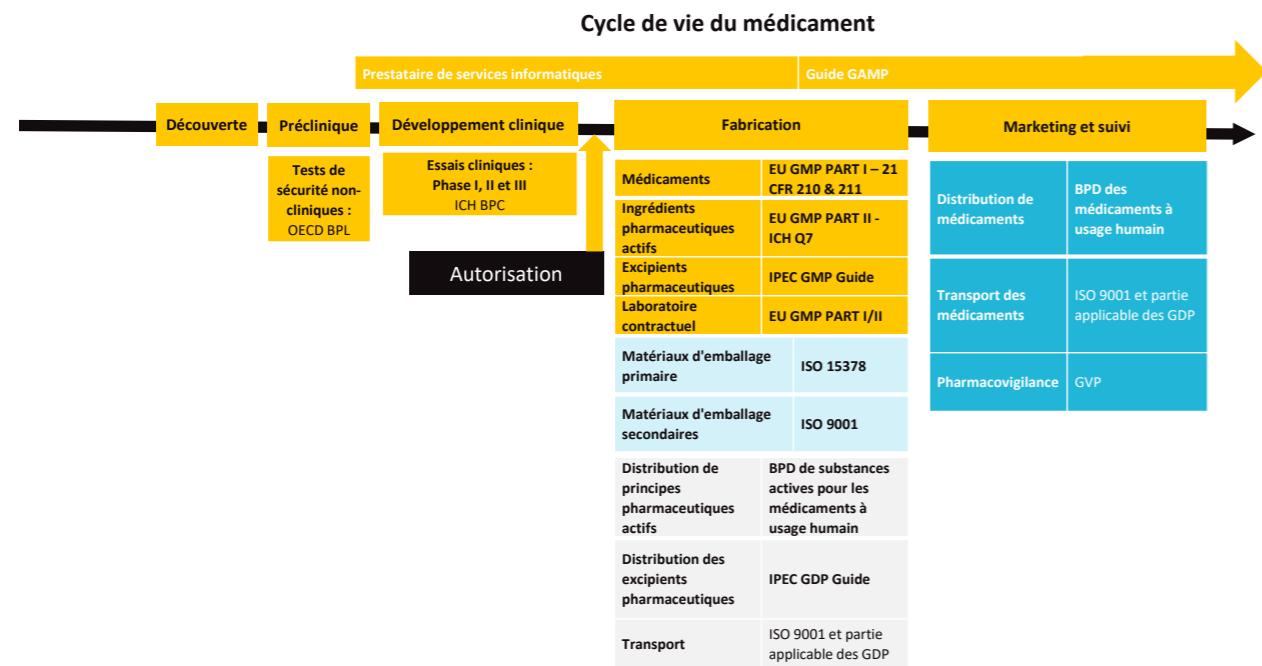 Cycle de vie du médicament
Prestataire de services informatiques
Guide GAMP
Découverte
Préclinique
Développement clinique
Fabrication
Marketing et suivi
Tests de
sécurité non-
cliniques :
OECD BPL
Essais cliniques :
Phase I, II et III
ICH BPC
Autorisation
Médicaments
EU GMP PART I – 21
CFR 210 & 211
Ingrédients
pharmaceutiques
actifs
EU GMP PART II -
ICH Q7
Excipients
pharmaceutiques
IPEC GMP Guide
Laboratoire
contractuel
EU GMP PART I/II
Matériaux d'emballage
primaire
ISO 15378
Matériaux d'emballage
secondaires
ISO 9001
Distribution de
principes
pharmaceutiques
actifs
BPD de substances
actives pour les
médicaments à
usage humain
Distribution des
excipients
pharmaceutiques
IPEC GDP Guide
Transport
ISO 9001 et partie
applicable des GDP
Distribution de
médicaments
BPD des
médicaments à
usage humain
Transport des
médicaments
ISO 9001 et partie
applicable des GDP
Pharmacovigilance
GVP